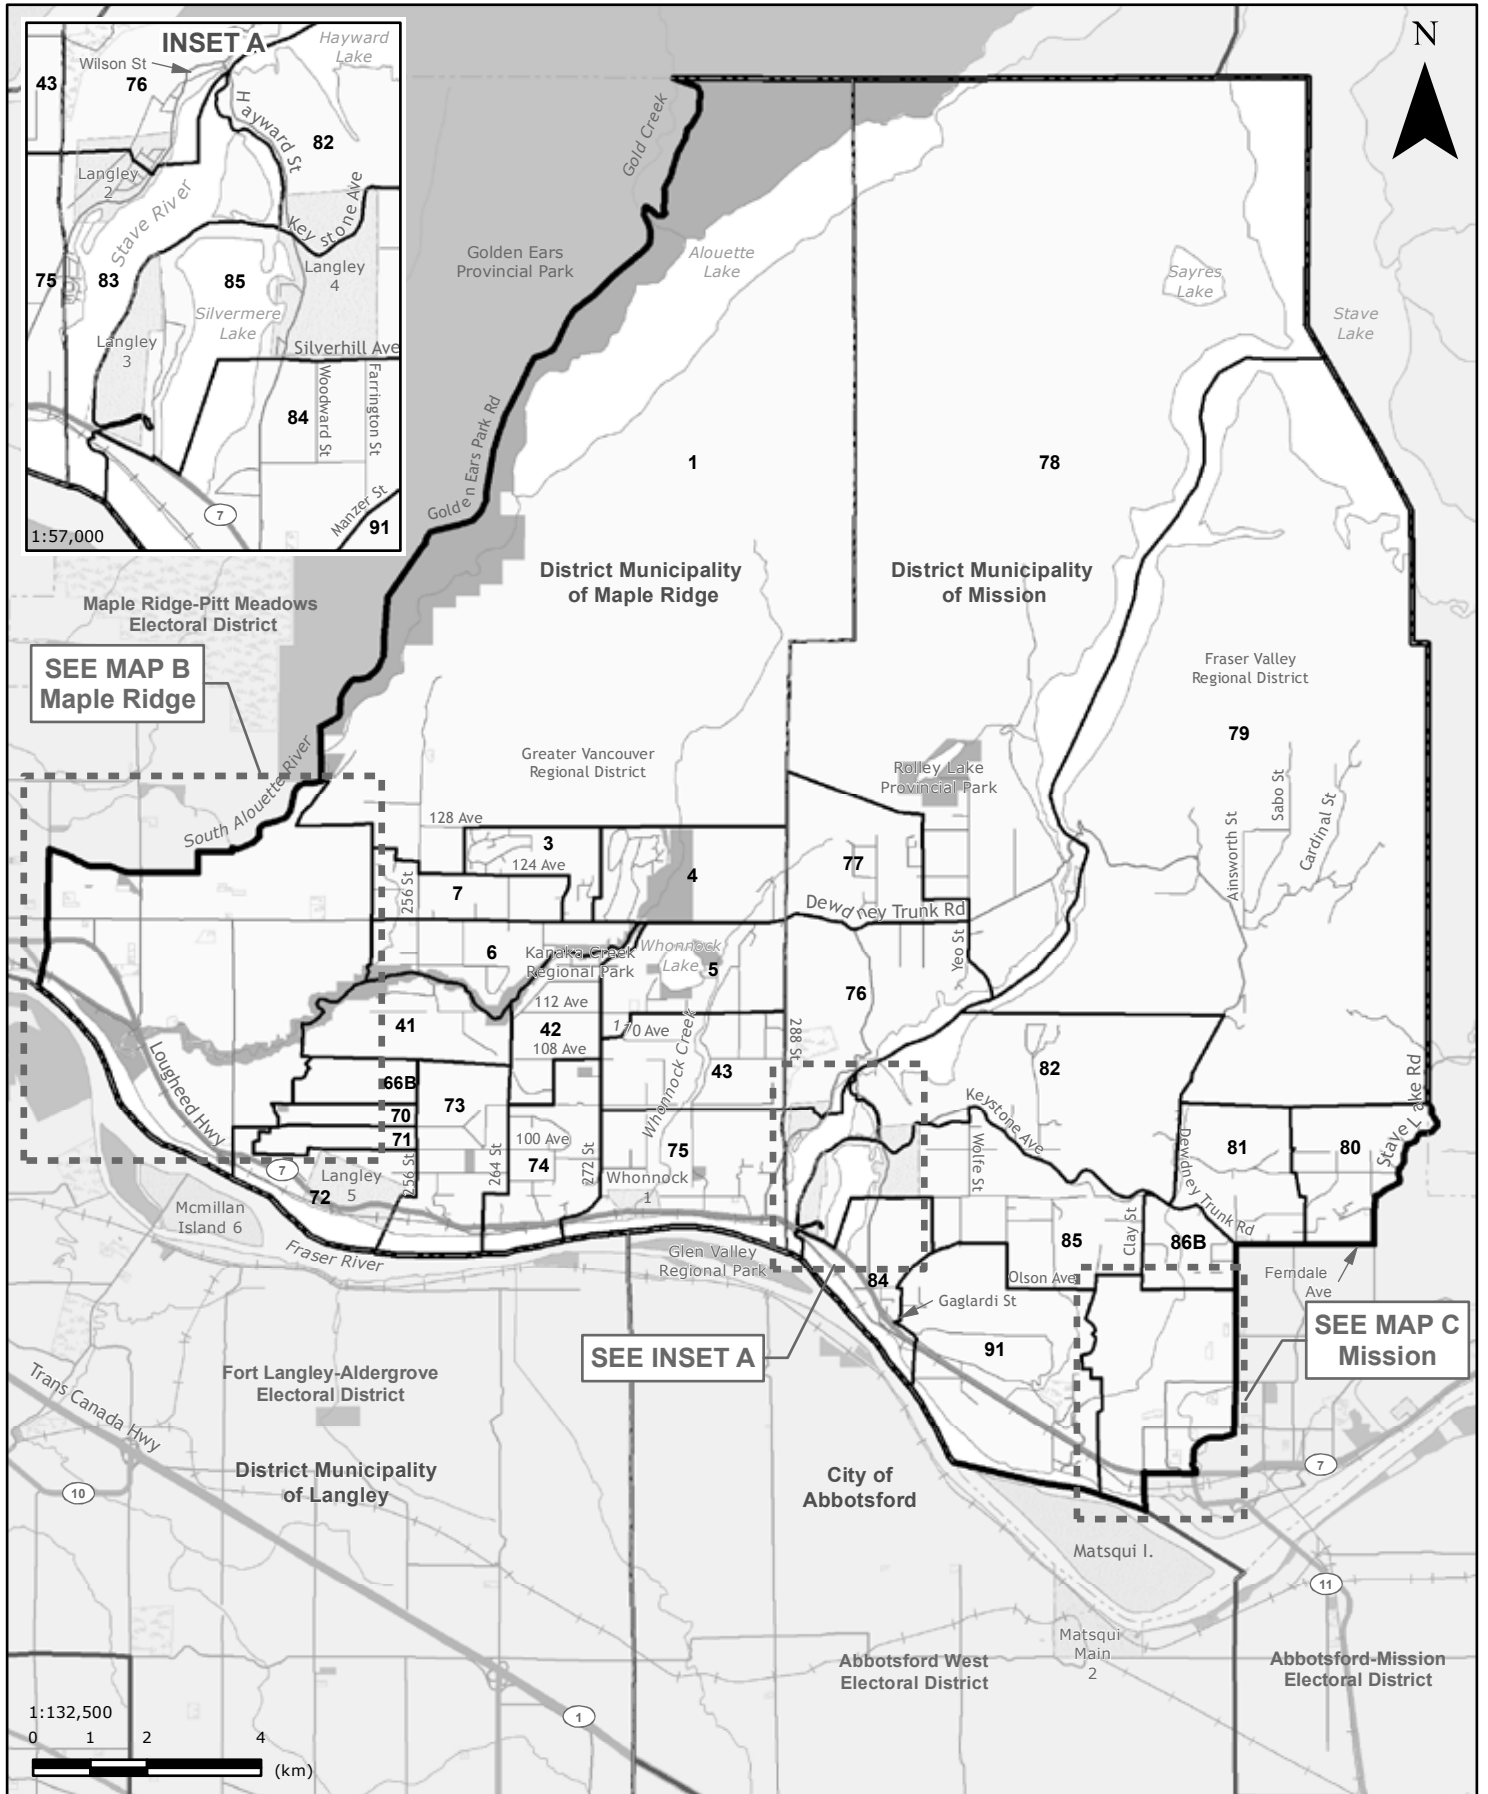 INSET A
Hayward
Lake
Wilson St
43
76
Hayward St
82
Langley
2
Stave River
Keystone Ave
75
83
85
Langley
4
Silvermere
Lake
Langley
3
Silverhill Ave
84
Woodward St
Farrington St
Manzer St
91
7
1:57,000
N
Gold Creek
Golden Ears
Provincial Park
Alouette
Lake
Sayres
Lake
Stave
Lake
Golden Ears Park Rd
1
78
District Municipality
of Maple Ridge
District Municipality
of Mission
Maple Ridge-Pitt Meadows
Electoral District
SEE MAP B
Maple Ridge
Fraser Valley
Regional District
79
Greater Vancouver
Regional District
Rolley Lake
Provincial Park
South Alouette River
128 Ave
3
124 Ave
4
77
256 St
7
Dewdney Trunk Rd
Ainsworth St
Sabo St
Cardinal St
6
Kanaka Creek
Regional Park
Whonnock
Lake
5
Yeo St
76
112 Ave
41
42
110 Ave
108 Ave
288 St
Whonnock Creek
43
82
Lougheed Hwy
66B
73
70
71
Keystone Ave
Stave Lake Rd
100 Ave
74
264 St
272 St
75
Wolfe St
Dewdney Trunk Rd
81
80
7
Langley
5
256 St
72
Whonnock
1
Mcmillan
Island 6
Fraser River
Glen Valley
Regional Park
85
Clay St
86B
84
Olson Ave
Ferndale
Ave
Gaglardi St
SEE INSET A
91
SEE MAP C
Mission
Trans Canada Hwy
Fort Langley-Aldergrove
Electoral District
District Municipality
of Langley
City of
Abbotsford
10
7
Matsqui I.
11
Matsqui
Main
2
Abbotsford West
Electoral District
Abbotsford-Mission
Electoral District
1
1:132,500
0 1 2 4
(km)